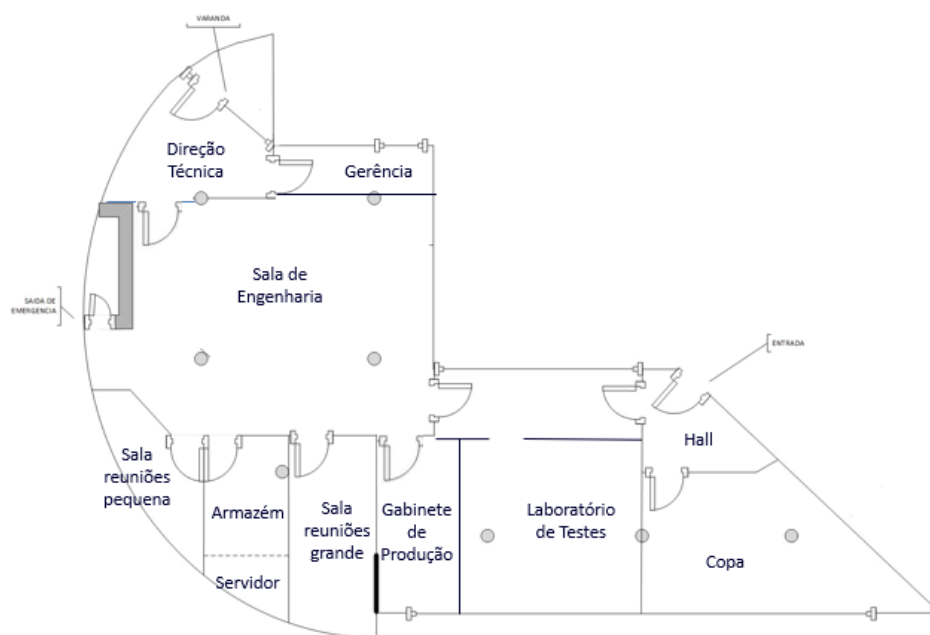 VARANDA
Direção
Técnica
Gerência
Sala de
Engenharia
SAIDA DE
EMERGENCIA
ENTRADA
Hall
Sala
reuniões
pequena
Armazém
Servidor
Sala
reuniões
grande
Gabinete
de
Produção
Laboratório
de Testes
Copa